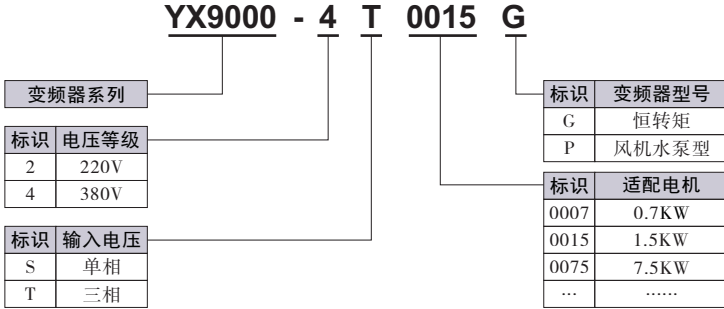 YX9000 - 4 T 0015 G
变频器系列
标识 电压等级
2 220V
4 380V
标识 输入电压
S 单相
T 三相
标识 变频器型号
G 恒转矩
P 风机水泵型
标识 适配电机
0007 0.7KW
0015 1.5KW
0075 7.5KW
... ......